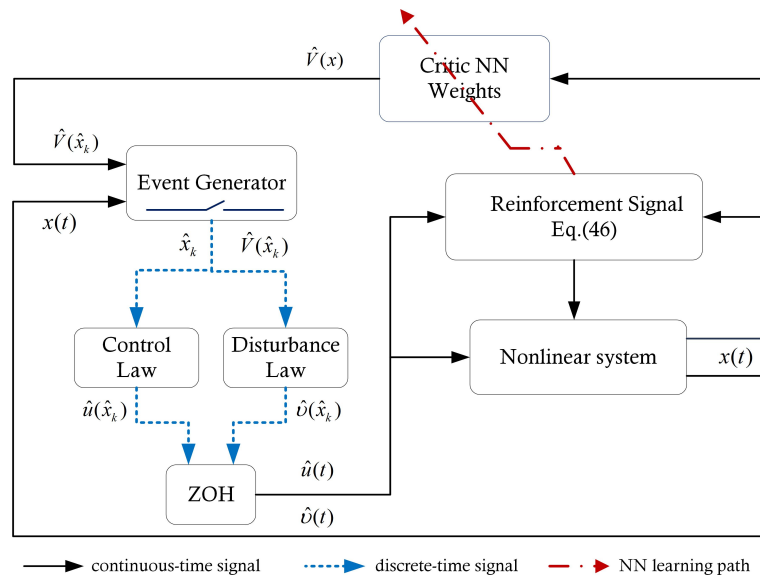 V̂(x)
Critic NN
Weights
V̂(x̂ₖ)
Event Generator
x(t)
Reinforcement Signal
Eq.(46)
x̂ₖ
V̂(x̂ₖ)
Control
Law
Disturbance
Law
Nonlinear system
x(t)
û(x̂ₖ)
υ̂(x̂ₖ)
ZOH
û(t)
υ̂(t)
continuous-time signal
discrete-time signal
NN learning path